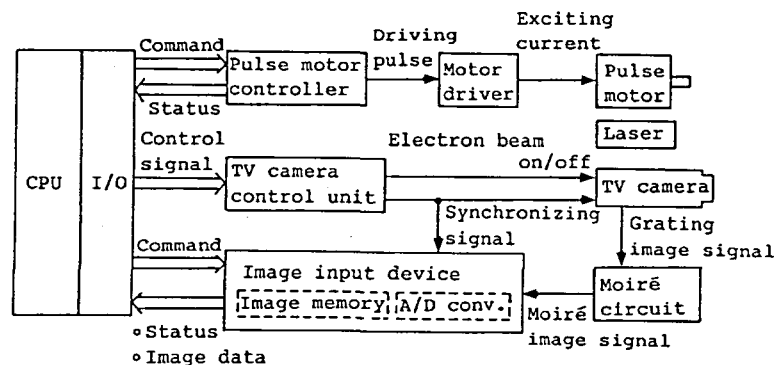 Command
Pulse motor
controller
Status
Driving
pulse
Motor
driver
Exciting
current
Pulse
motor
Laser
CPU
I/O
Control
signal
TV camera
control unit
Electron beam
on/off
TV camera
Synchronizing
signal
Grating
image signal
Command
Image input device
Image memory
A/D conv.
Moiré
circuit
Moiré
image signal
Status
Image data